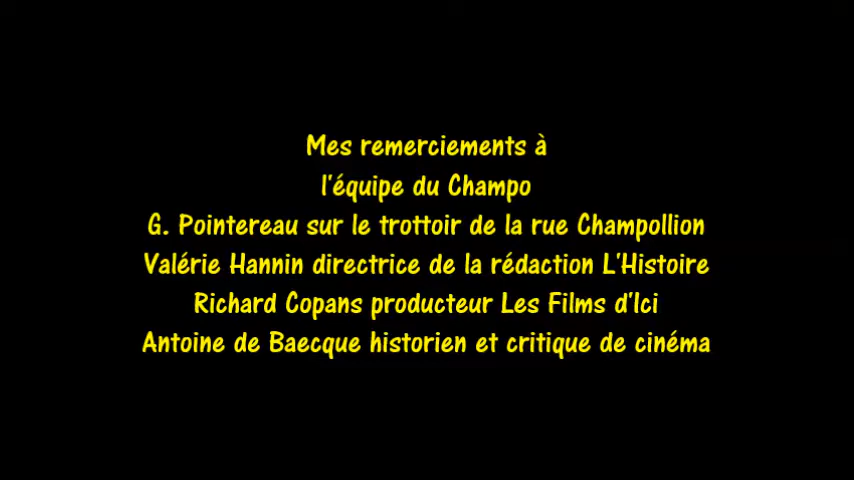 Mes remerciements à
l'équipe du Champo
G. Pointereau sur le trottoir de la rue Champollion
Valérie Hannin directrice de la rédaction L'Histoire
Richard Copans producteur Les Films d'Ici
Antoine de Baecque historien et critique de cinéma